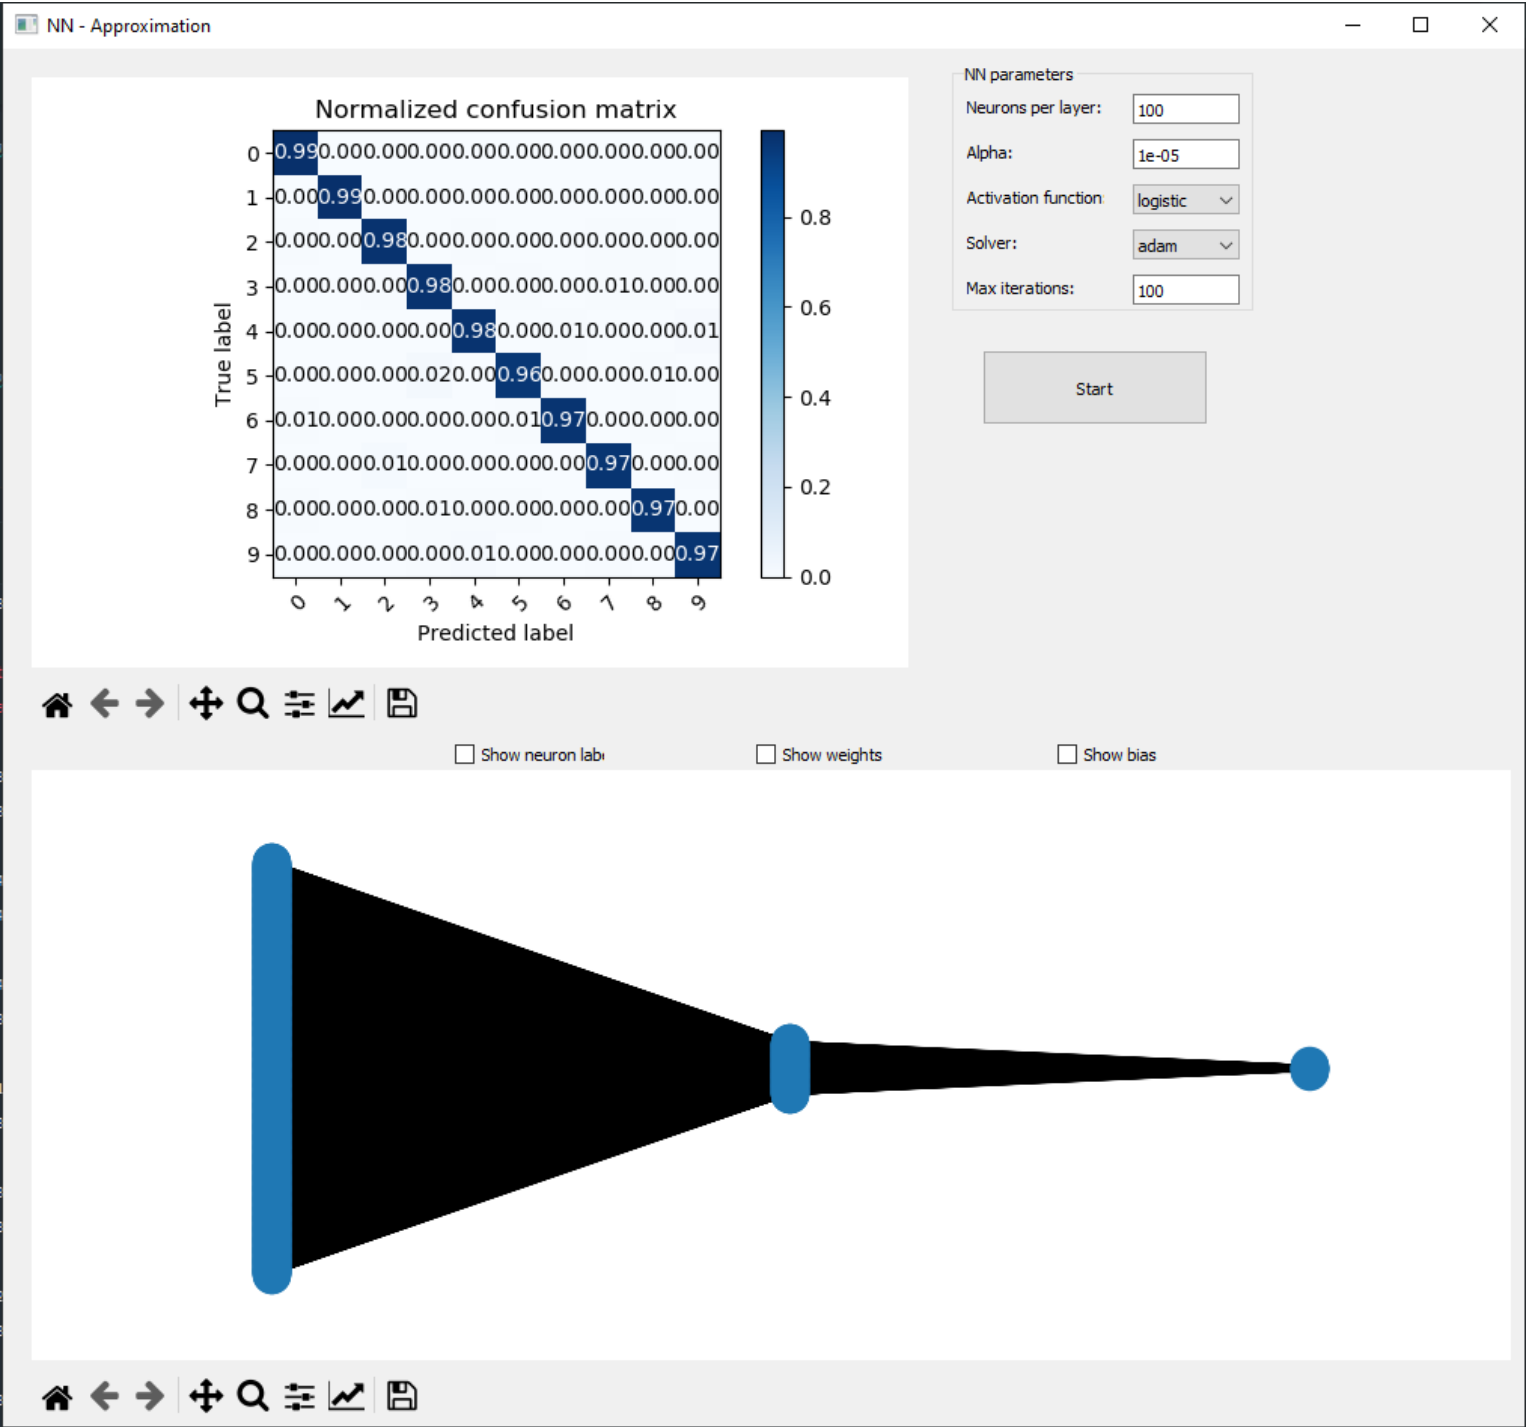 NN - Approximation
Normalized confusion matrix
0 0.99 0.00 0.00 0.00 0.00 0.00 0.00 0.00 0.00 0.00
1 0.00 0.99 0.00 0.00 0.00 0.00 0.00 0.00 0.00 0.00
2 0.00 0.00 0.98 0.00 0.00 0.00 0.00 0.00 0.00 0.00
3 0.00 0.00 0.00 0.98 0.00 0.00 0.00 0.01 0.00 0.00
4 0.00 0.00 0.00 0.00 0.98 0.00 0.01 0.00 0.00 0.01
5 0.00 0.00 0.00 0.02 0.00 0.96 0.00 0.00 0.01 0.00
6 0.01 0.00 0.00 0.00 0.00 0.01 0.97 0.00 0.00 0.00
7 0.00 0.00 0.01 0.00 0.00 0.00 0.00 0.97 0.00 0.00
8 0.00 0.00 0.00 0.01 0.00 0.00 0.00 0.00 0.97 0.00
9 0.00 0.00 0.00 0.00 0.01 0.00 0.00 0.00 0.00 0.97
True label
0 1 2 3 4 5 6 7 8 9
Predicted label
0.8
0.6
0.4
0.2
0.0
NN parameters
Neurons per layer: 100
Alpha: 1e-05
Activation function: logistic
Solver: adam
Max iterations: 100
Start
Show neuron labe
Show weights
Show bias